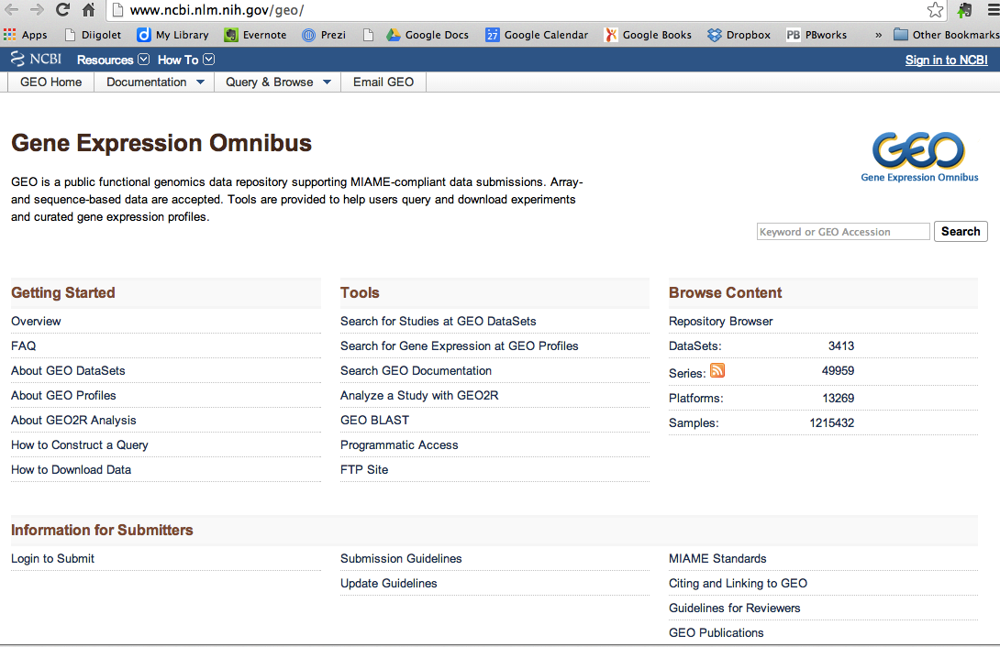 www.ncbi.nlm.nih.gov/geo/
Apps Diigolet My Library Evernote Prezi Google Docs 27 Google Calendar Google Books Dropbox PB PBworks » Other Bookmarks
NCBI Resources How To Sign in to NCBI
GEO Home Documentation Query & Browse Email GEO
Gene Expression Omnibus
GEO
Gene Expression Omnibus
GEO is a public functional genomics data repository supporting MIAME-compliant data submissions. Array-
and sequence-based data are accepted. Tools are provided to help users query and download experiments
and curated gene expression profiles.
Keyword or GEO Accession Search
Getting Started
Overview
FAQ
About GEO DataSets
About GEO Profiles
About GEO2R Analysis
How to Construct a Query
How to Download Data
Tools
Search for Studies at GEO DataSets
Search for Gene Expression at GEO Profiles
Search GEO Documentation
Analyze a Study with GEO2R
GEO BLAST
Programmatic Access
FTP Site
Browse Content
Repository Browser
DataSets: 3413
Series: 49959
Platforms: 13269
Samples: 1215432
Information for Submitters
Login to Submit
Submission Guidelines
Update Guidelines
MIAME Standards
Citing and Linking to GEO
Guidelines for Reviewers
GEO Publications